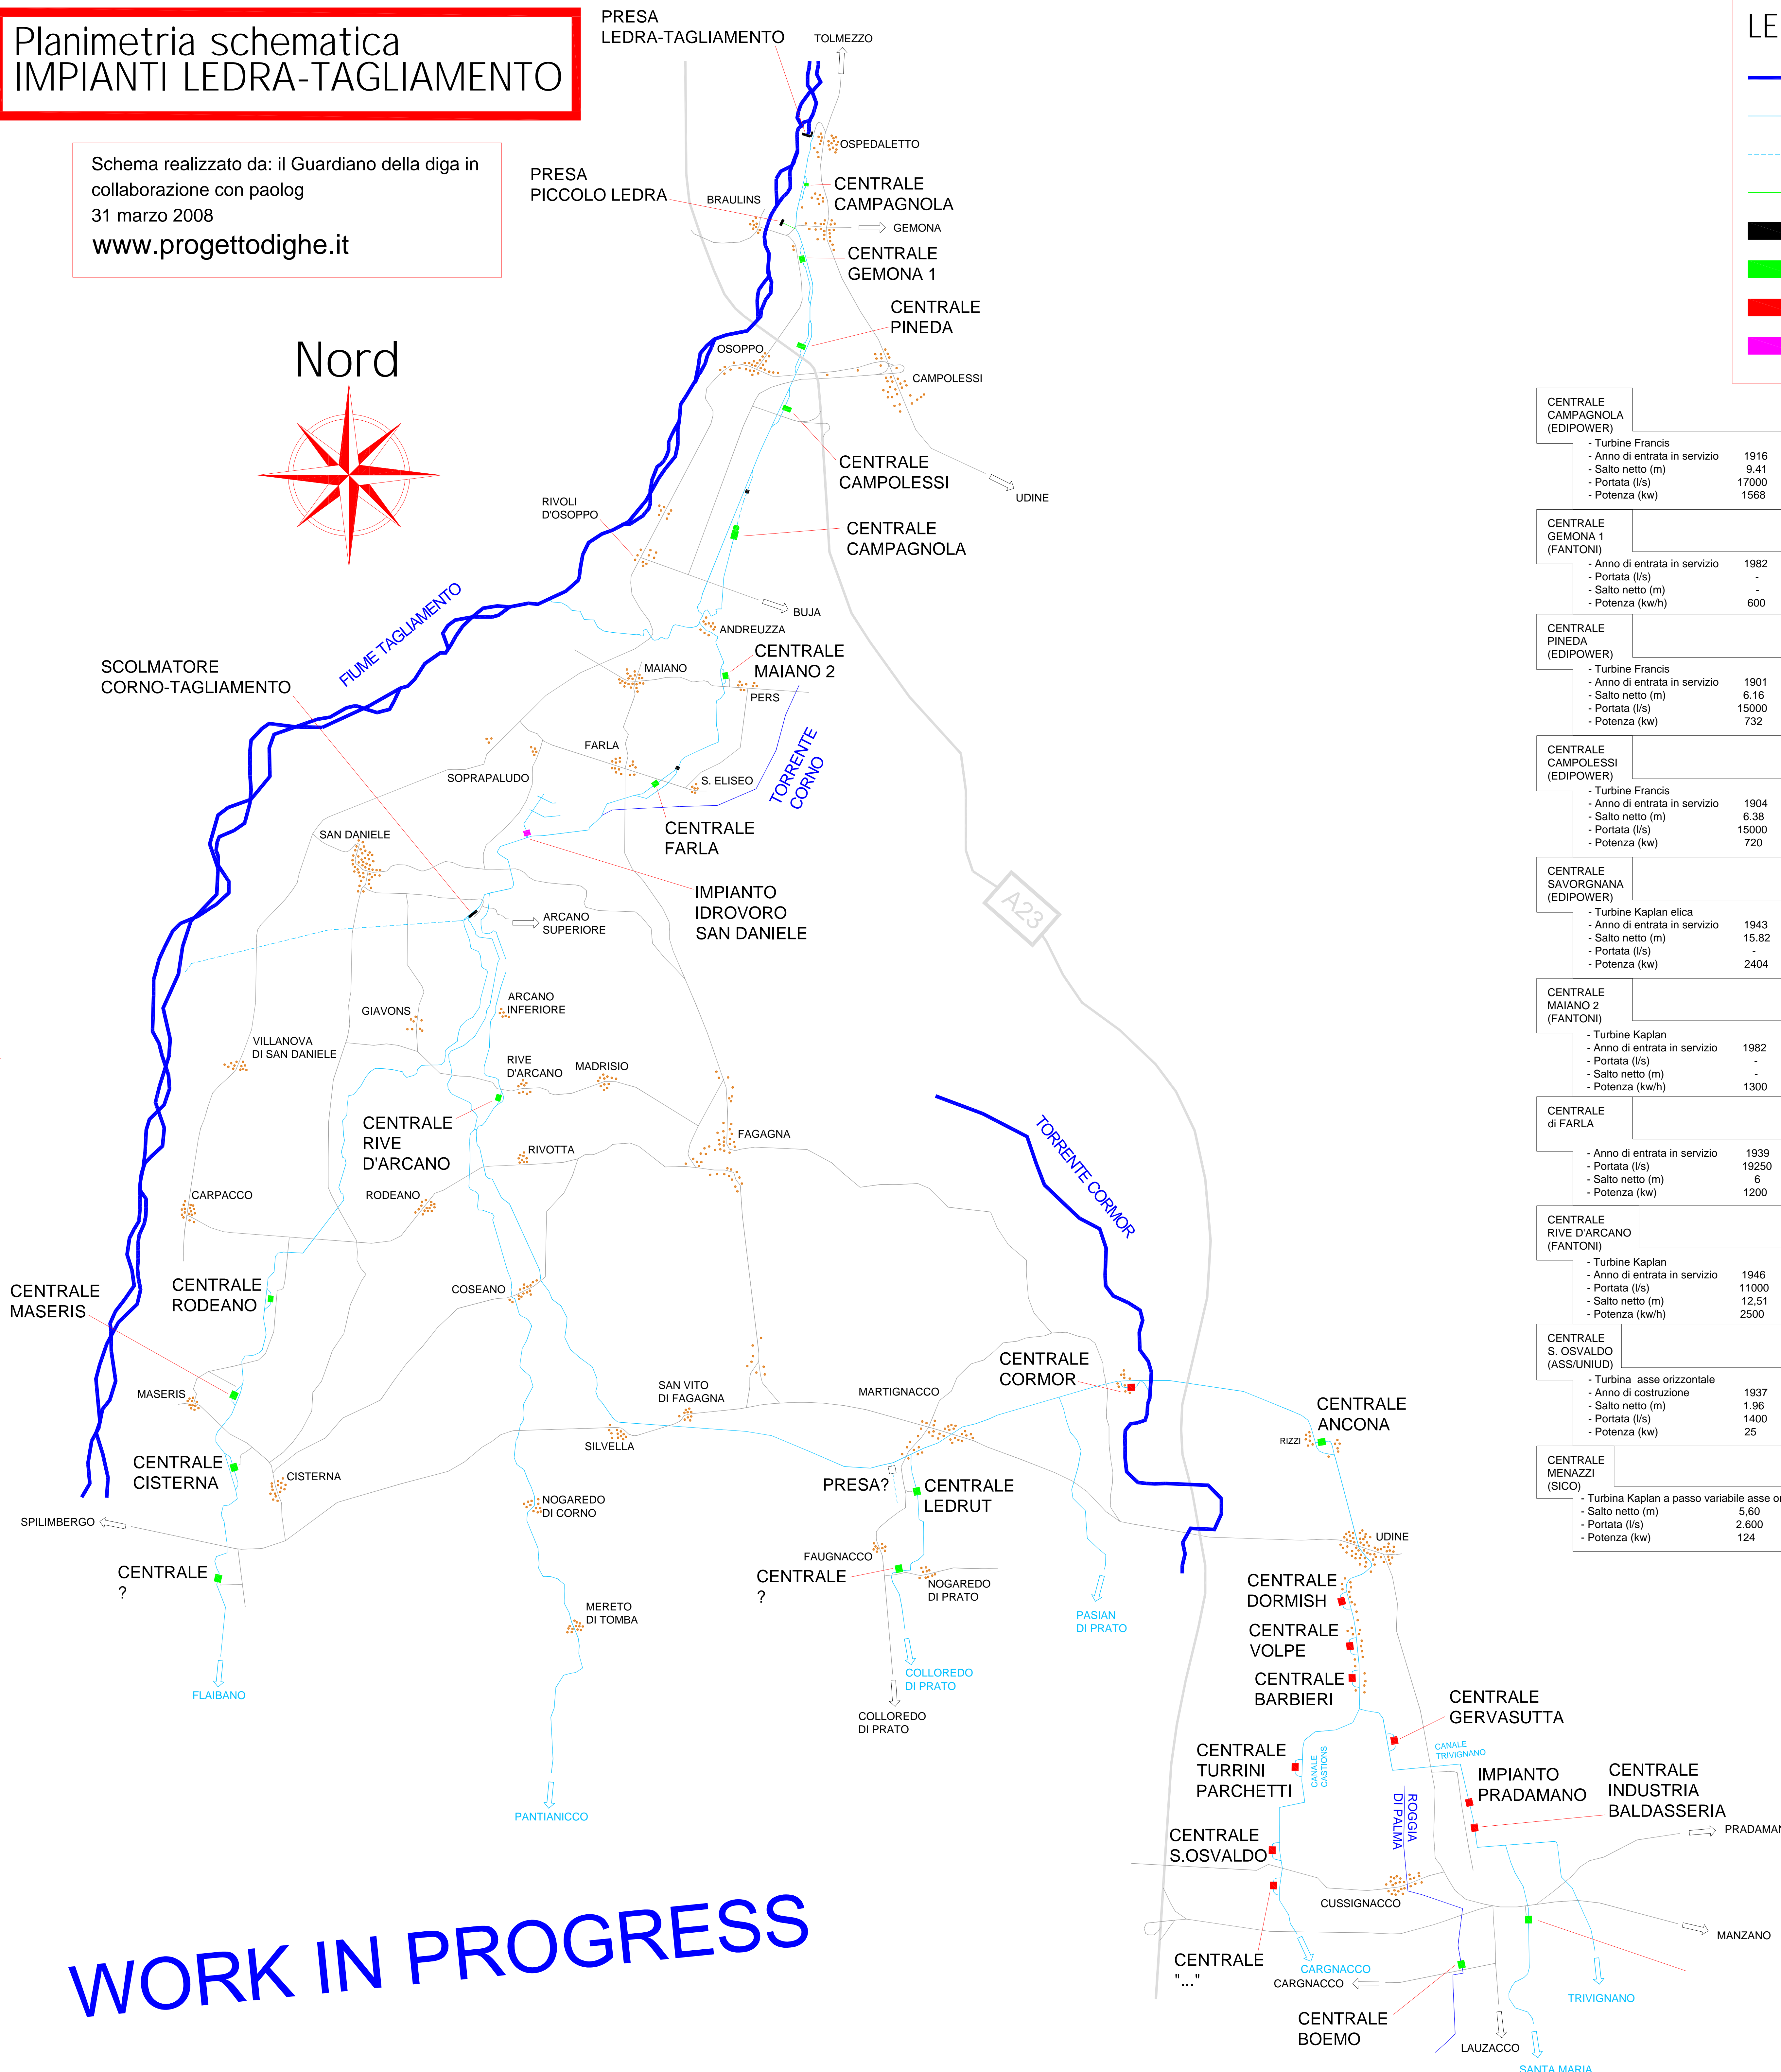 Planimetria schematica
IMPIANTI LEDRA-TAGLIAMENTO
Schema realizzato da: il Guardiano della diga in
collaborazione con paolog
31 marzo 2008
www.progettodighe.it
Nord
PRESA
LEDRA-TAGLIAMENTO
TOLMEZZO
OSPEDALETTO
PRESA
PICCOLO LEDRA
BRAULINS
CENTRALE
CAMPAGNOLA
GEMONA
CENTRALE
GEMONA 1
CENTRALE
PINEDA
OSOPPO
CAMPOLESSI
CENTRALE
CAMPOLESSI
UDINE
RIVOLI
D'OSOPPO
CENTRALE
CAMPAGNOLA
BUJA
FIUME TAGLIAMENTO
ANDREUZZA
SCOLMATORE
CORNO-TAGLIAMENTO
MAIANO
CENTRALE
MAIANO 2
PERS
TORRENTE
CORNO
FARLA
SOPRAPALUDO
S. ELISEO
SAN DANIELE
CENTRALE
FARLA
IMPIANTO
IDROVORO
SAN DANIELE
A23
ARCANO
SUPERIORE
GIAVONS
ARCANO
INFERIORE
VILLANOVA
DI SAN DANIELE
RIVE
D'ARCANO
MADRISIO
CENTRALE
RIVE
D'ARCANO
FAGAGNA
RIVOTTA
TORRENTE CORMOR
CARPACCO
RODEANO
CENTRALE
MASERIS
CENTRALE
RODEANO
COSEANO
CENTRALE
CORMOR
MASERIS
SAN VITO
DI FAGAGNA
MARTIGNACCO
CENTRALE
ANCONA
RIZZI
SILVELLA
CENTRALE
CISTERNA
CISTERNA
PRESA?
CENTRALE
LEDRUT
NOGAREDO
DI CORNO
SPILIMBERGO
UDINE
FAUGNACCO
CENTRALE
?
CENTRALE
?
NOGAREDO
DI PRATO
CENTRALE
DORMISH
MERETO
DI TOMBA
PASIAN
DI PRATO
CENTRALE
VOLPE
COLLOREDO
DI PRATO
CENTRALE
BARBIERI
FLAIBANO
COLLOREDO
DI PRATO
CENTRALE
GERVASUTTA
CANALE
TRIVIGNANO
CENTRALE
TURRINI
PARCHETTI
CANALE
CASTIONS
IMPIANTO
PRADAMANO
CENTRALE
INDUSTRIA
BALDASSERIA
PANTIANICCO
ROGGIA
DI PALMA
PRADAMAN
CENTRALE
S.OSVALDO
CUSSIGNACCO
MANZANO
CENTRALE
"..."
CARGNACCO
CARGNACCO
TRIVIGNANO
CENTRALE
BOEMO
LAUZACCO
SANTA MARIA
WORK IN PROGRESS
LE
CENTRALE
CAMPAGNOLA
(EDIPOWER)
- Turbine Francis
- Anno di entrata in servizio 1916
- Salto netto (m) 9.41
- Portata (l/s) 17000
- Potenza (kw) 1568
CENTRALE
GEMONA 1
(FANTONI)
- Anno di entrata in servizio 1982
- Portata (l/s) -
- Salto netto (m) -
- Potenza (kw/h) 600
CENTRALE
PINEDA
(EDIPOWER)
- Turbine Francis
- Anno di entrata in servizio 1901
- Salto netto (m) 6.16
- Portata (l/s) 15000
- Potenza (kw) 732
CENTRALE
CAMPOLESSI
(EDIPOWER)
- Turbine Francis
- Anno di entrata in servizio 1904
- Salto netto (m) 6.38
- Portata (l/s) 15000
- Potenza (kw) 720
CENTRALE
SAVORGNANA
(EDIPOWER)
- Turbine Kaplan elica
- Anno di entrata in servizio 1943
- Salto netto (m) 15.82
- Portata (l/s) -
- Potenza (kw) 2404
CENTRALE
MAIANO 2
(FANTONI)
- Turbine Kaplan
- Anno di entrata in servizio 1982
- Portata (l/s) -
- Salto netto (m) -
- Potenza (kw/h) 1300
CENTRALE
di FARLA
- Anno di entrata in servizio 1939
- Portata (l/s) 19250
- Salto netto (m) 6
- Potenza (kw) 1200
CENTRALE
RIVE D'ARCANO
(FANTONI)
- Turbine Kaplan
- Anno di entrata in servizio 1946
- Portata (l/s) 11000
- Salto netto (m) 12,51
- Potenza (kw/h) 2500
CENTRALE
S. OSVALDO
(ASS/UNIUD)
- Turbina asse orizzontale
- Anno di costruzione 1937
- Salto netto (m) 1.96
- Portata (l/s) 1400
- Potenza (kw) 25
CENTRALE
MENAZZI
(SICO)
- Turbina Kaplan a passo variabile asse or
- Salto netto (m) 5,60
- Portata (l/s) 2.600
- Potenza (kw) 124